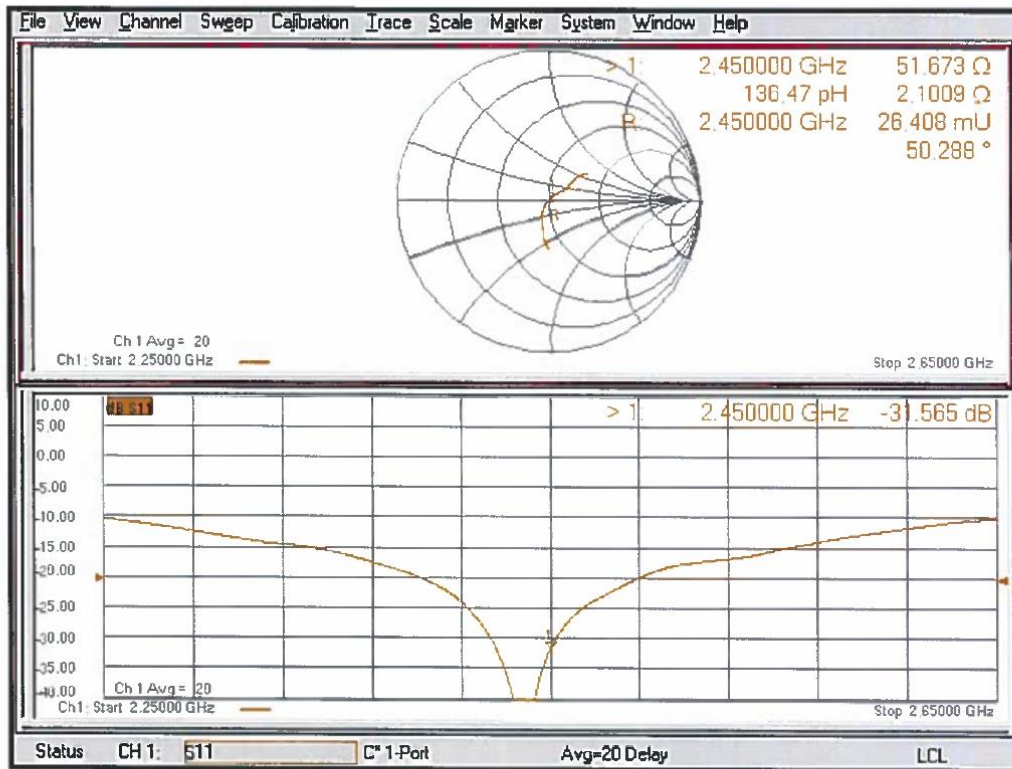 File View Channel Sweep Calibration Trace Scale Marker System Window Help
> 1: 2.450000 GHz 51.673 Ω
136.47 pH 2.1009 Ω
R: 2.450000 GHz 26.408 mU
50.288 °
Ch 1 Avg = 20
Ch1: Start 2.25000 GHz Stop 2.65000 GHz
10.00 dB S11 > 1: 2.450000 GHz -31.565 dB
5.00
0.00
-5.00
-10.00
-15.00
-20.00
-25.00
-30.00
-35.00
-40.00
Ch 1 Avg = 20
Ch1: Start 2.25000 GHz Stop 2.65000 GHz
Status CH 1: S11 C* 1-Port Avg=20 Delay LCL